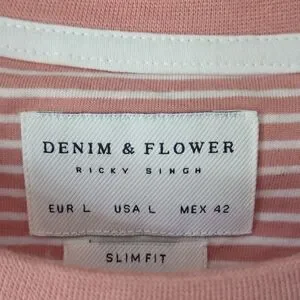 DENIM & FLOWER
RICKY SINGH
EUR L USA L MEX 42
SLIM FIT